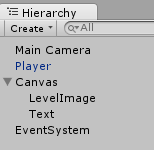 Hierarchy
Create All
Main Camera
Player
Canvas
LevelImage
Text
EventSystem